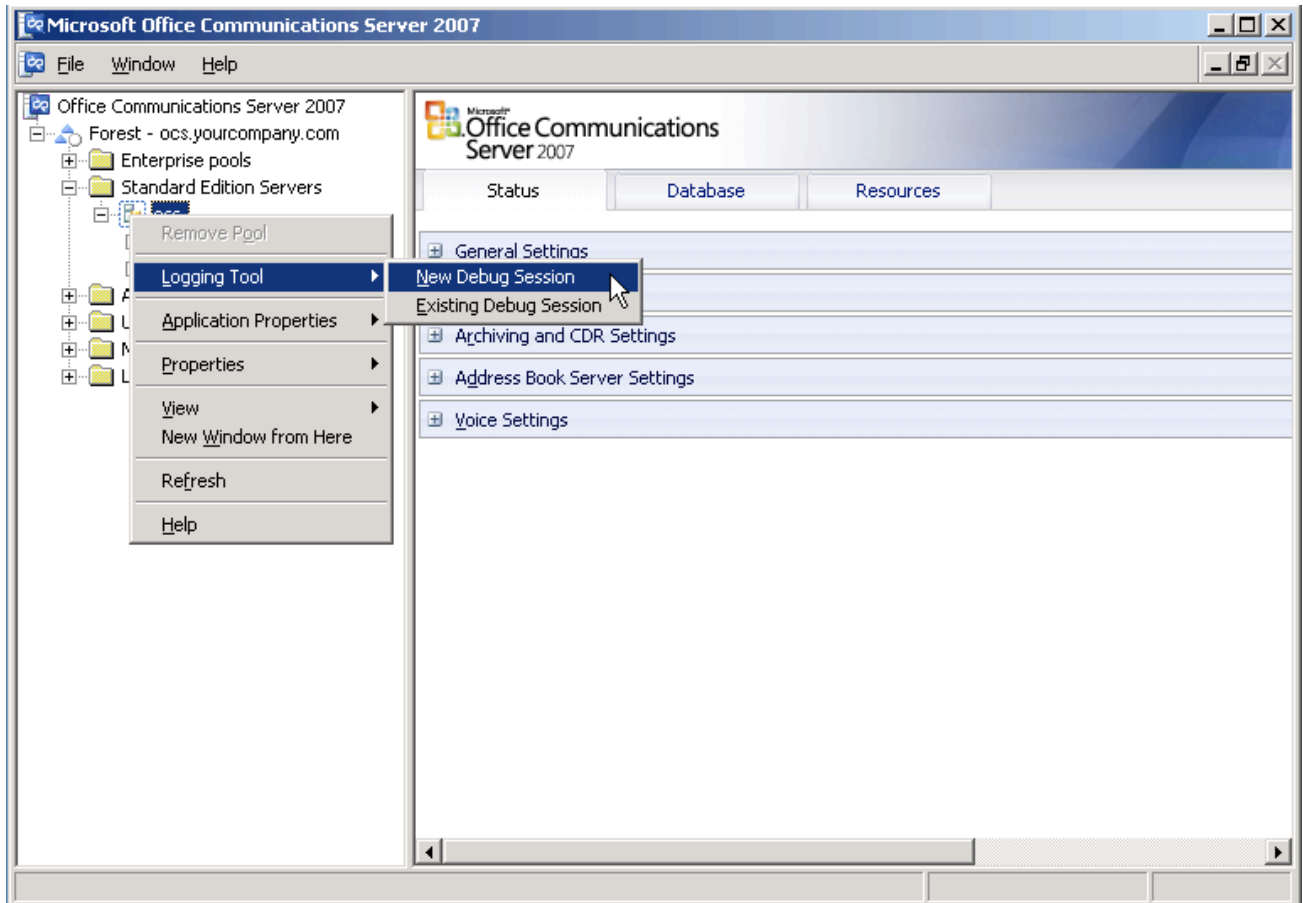 Microsoft Office Communications Server 2007
File Window Help
Office Communications Server 2007
Forest - ocs.yourcompany.com
Enterprise pools
Standard Edition Servers
Remove Pool
Logging Tool
Application Properties
Properties
View
New Window from Here
Refresh
Help
New Debug Session
Existing Debug Session
Microsoft
Office Communications
Server 2007
Status Database Resources
General Settings
Archiving and CDR Settings
Address Book Server Settings
Voice Settings